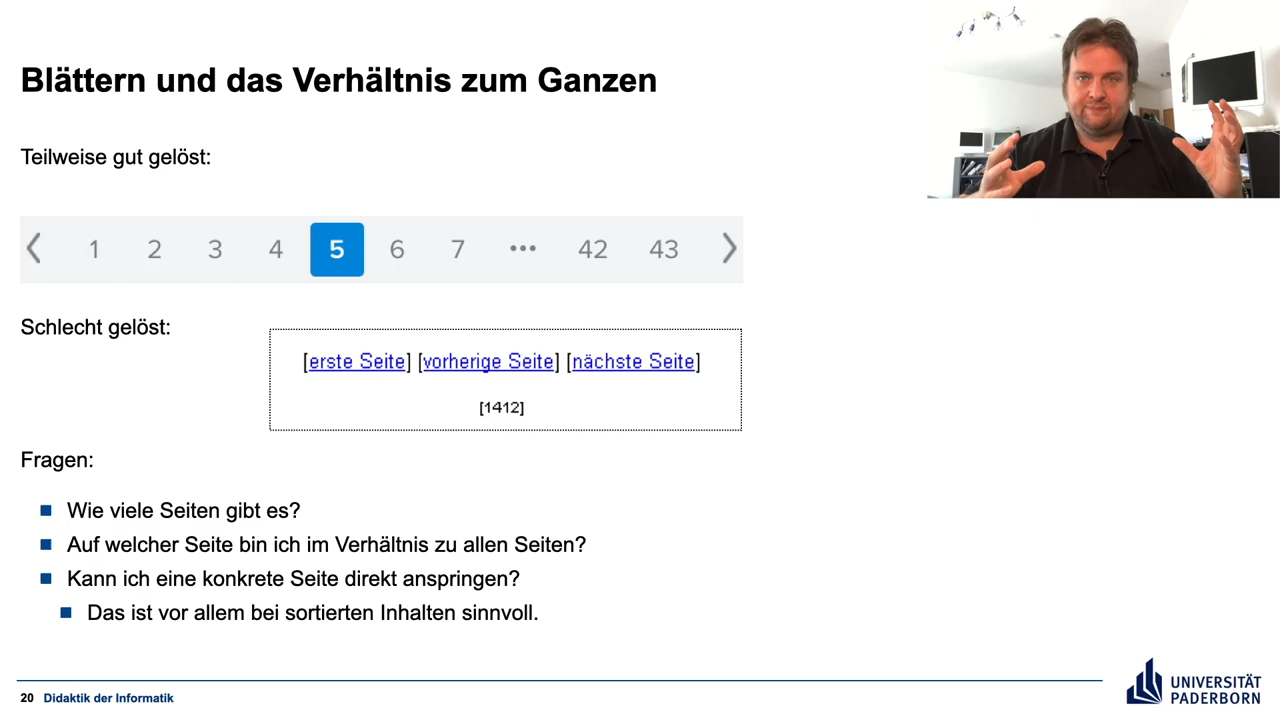 Blättern und das Verhältnis zum Ganzen
Teilweise gut gelöst:
1 2 3 4 5 6 7 ••• 42 43
Schlecht gelöst:
[erste Seite] [vorherige Seite] [nächste Seite]
[1412]
Fragen:
Wie viele Seiten gibt es?
Auf welcher Seite bin ich im Verhältnis zu allen Seiten?
Kann ich eine konkrete Seite direkt anspringen?
Das ist vor allem bei sortierten Inhalten sinnvoll.
20 Didaktik der Informatik
UNIVERSITÄT
PADERBORN